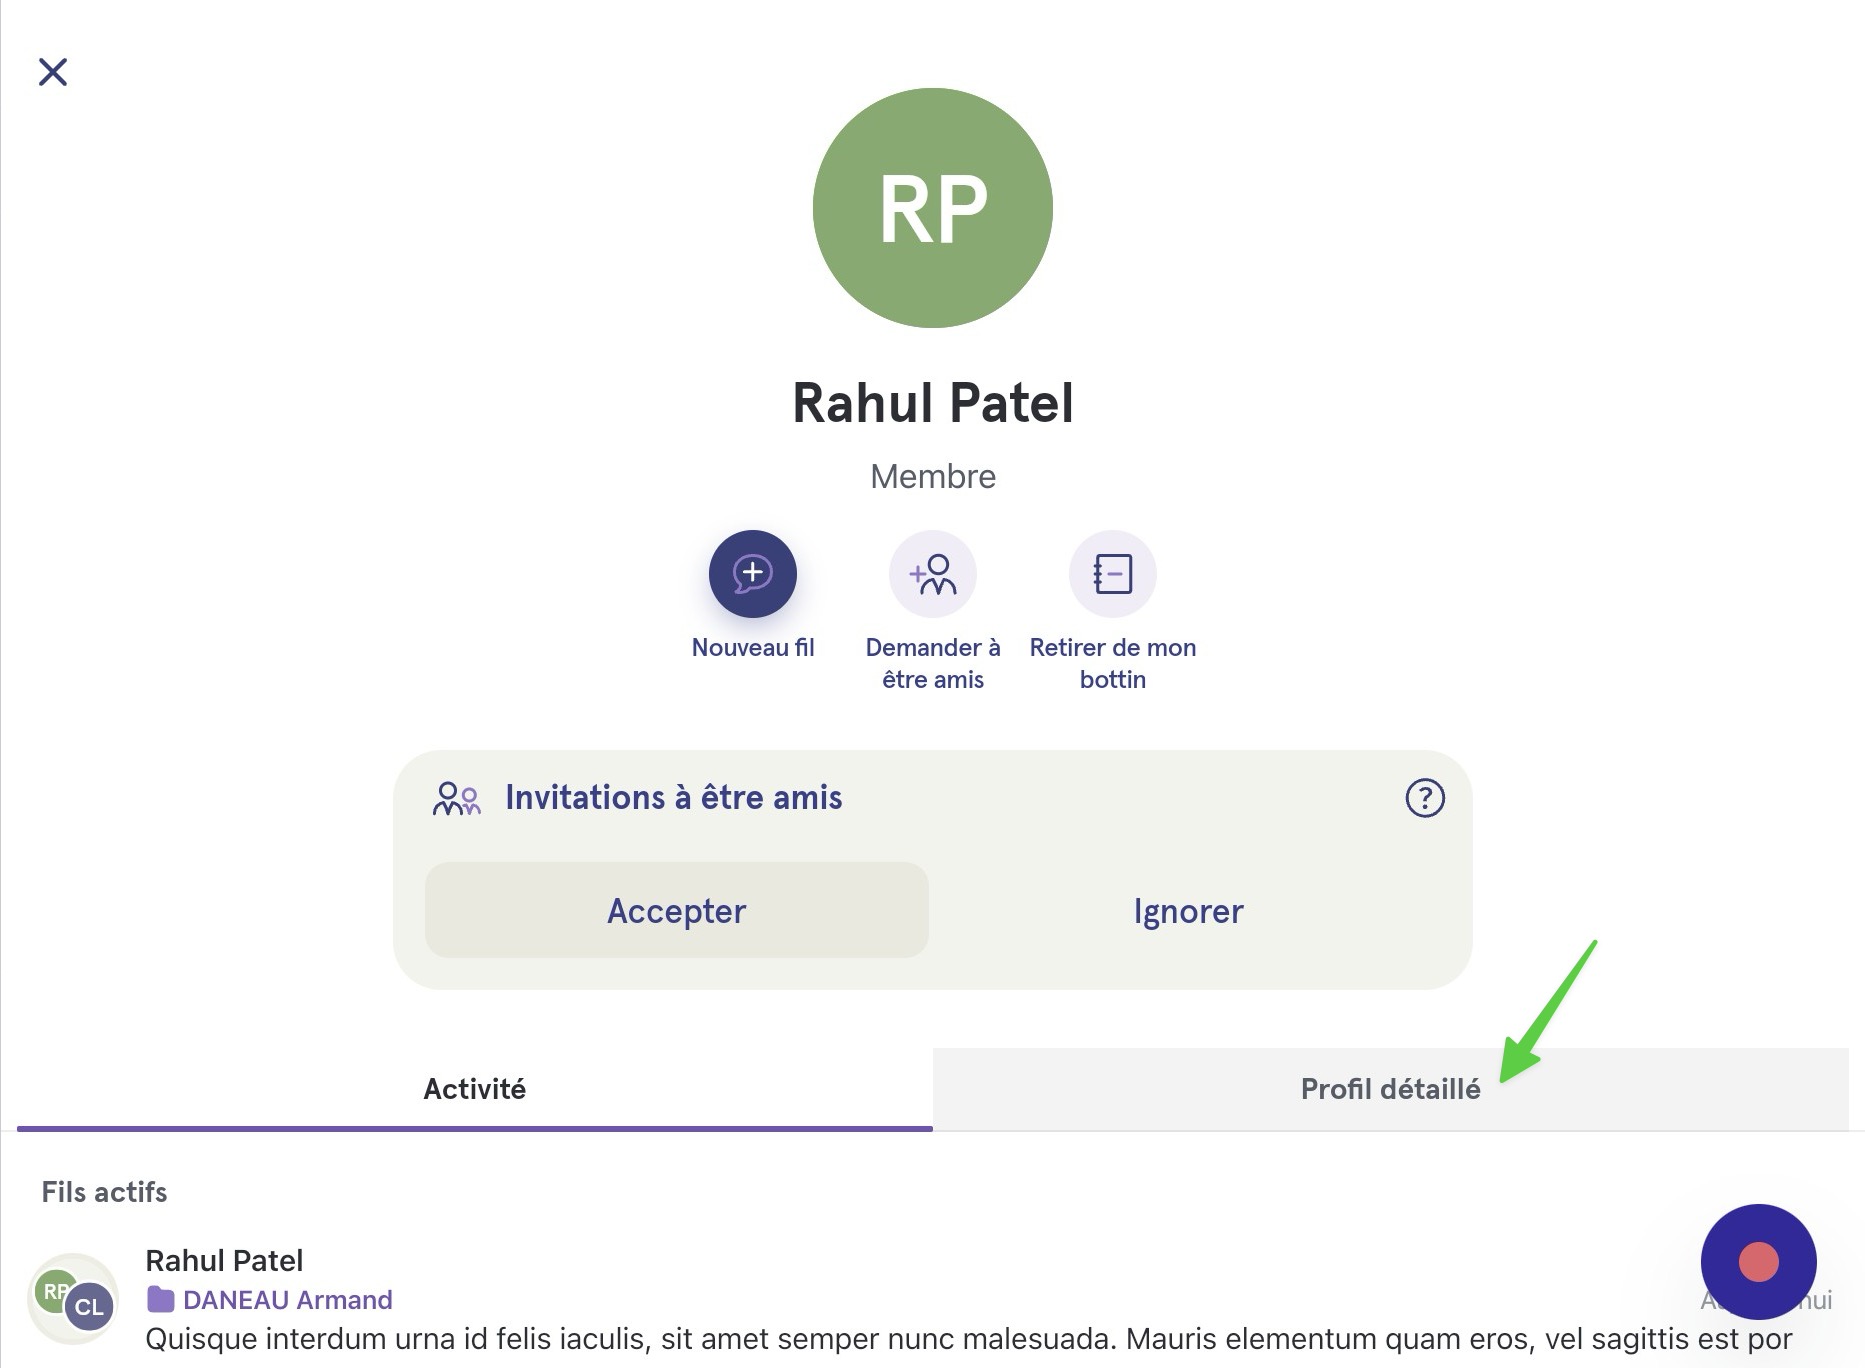 RP
Rahul Patel
Membre
Nouveau fil
Demander à
être amis
Retirer de mon
bottin
Invitations à être amis
?
Accepter
Ignorer
Activité
Profil détaillé
Fils actifs
RP
CL
Rahul Patel
DANEAU Armand
Quisque interdum urna id felis iaculis, sit amet semper nunc malesuada. Mauris elementum quam eros, vel sagittis est por